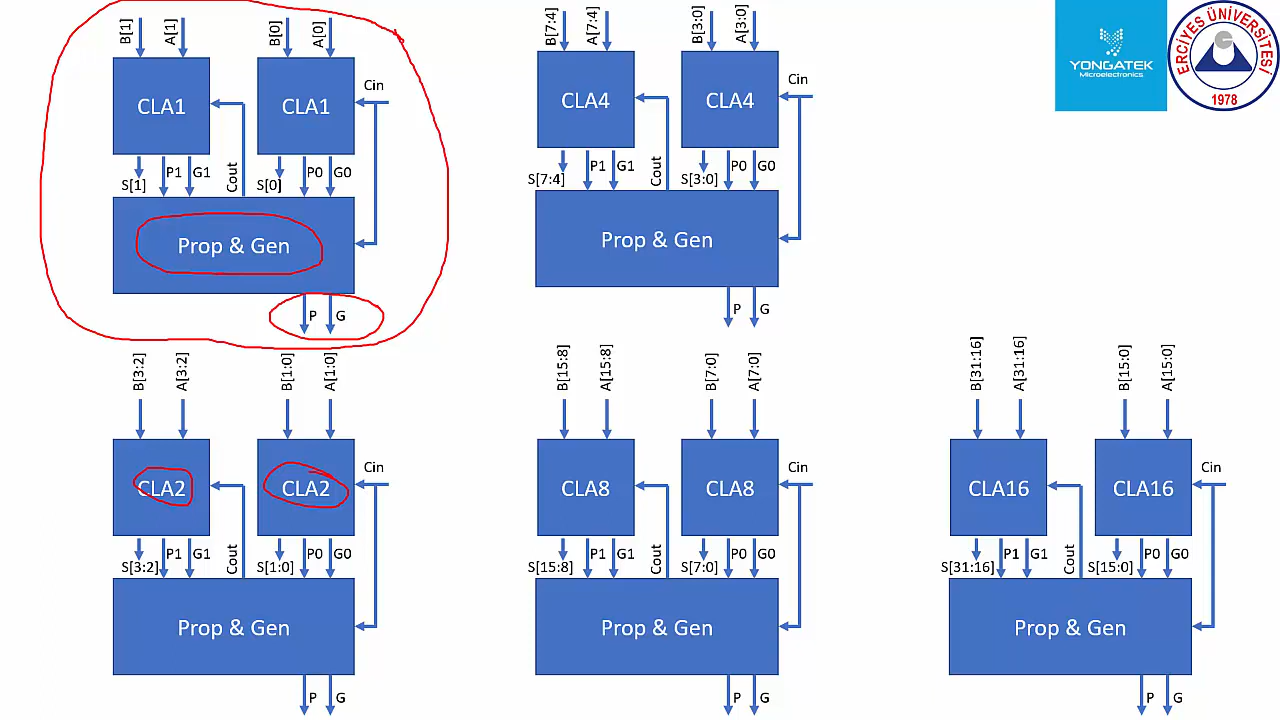 B[1] A[1] B[0] A[0]
Cin
CLA1 CLA1
S[1] P1 G1 Cout S[0] P0 G0
Prop & Gen
P G
B[7:4] A[7:4] B[3:0] A[3:0]
Cin
CLA4 CLA4
S[7:4] P1 G1 Cout S[3:0] P0 G0
Prop & Gen
P G
YONGATEK
Microelectronics
ERCİYES ÜNİVERSİTESİ
1978
B[3:2] A[3:2] B[1:0] A[1:0]
Cin
CLA2 CLA2
S[3:2] P1 G1 Cout S[1:0] P0 G0
Prop & Gen
P G
B[15:8] A[15:8] B[7:0] A[7:0]
Cin
CLA8 CLA8
S[15:8] P1 G1 Cout S[7:0] P0 G0
Prop & Gen
P G
B[31:16] A[31:16] B[15:0] A[15:0]
Cin
CLA16 CLA16
S[31:16] P1 G1 Cout S[15:0] P0 G0
Prop & Gen
P G